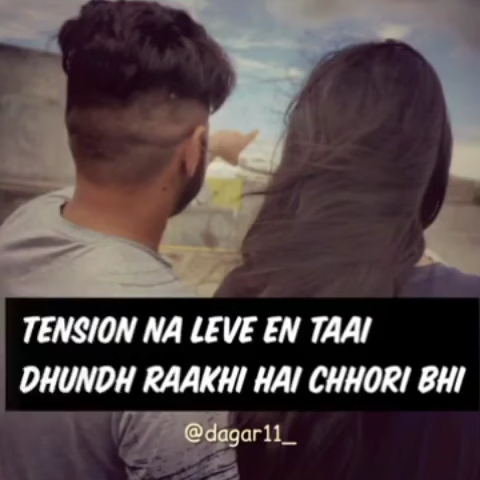 TENSION NA LEVE EN TAAI
DHUNDH RAAKHI HAI CHHORI BHI
@dagar11_